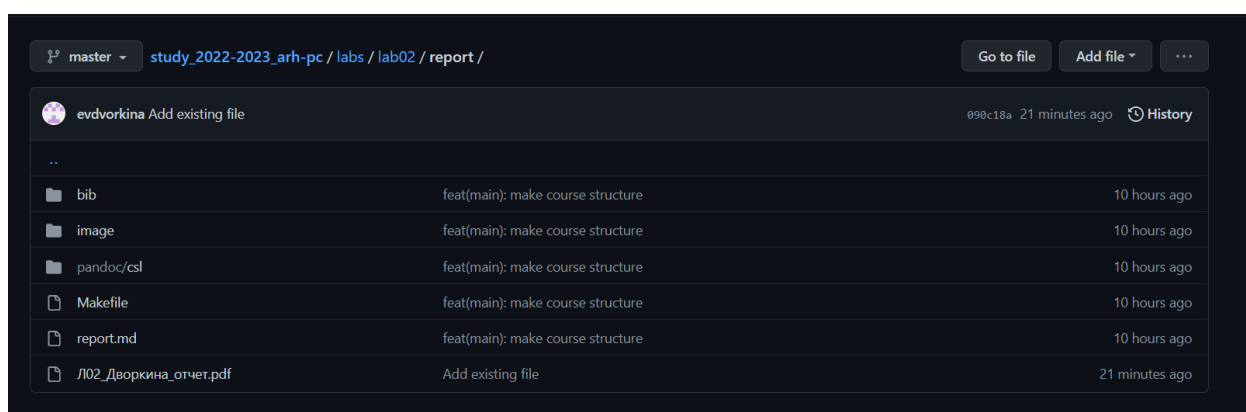 master study_2022-2023_arh-pc / labs / lab02 / report / Go to file Add file ...
evdvorkina Add existing file 090c18a 21 minutes ago History
..
bib feat(main): make course structure 10 hours ago
image feat(main): make course structure 10 hours ago
pandoc/csl feat(main): make course structure 10 hours ago
Makefile feat(main): make course structure 10 hours ago
report.md feat(main): make course structure 10 hours ago
Л02_Дворкина_отчет.pdf Add existing file 21 minutes ago